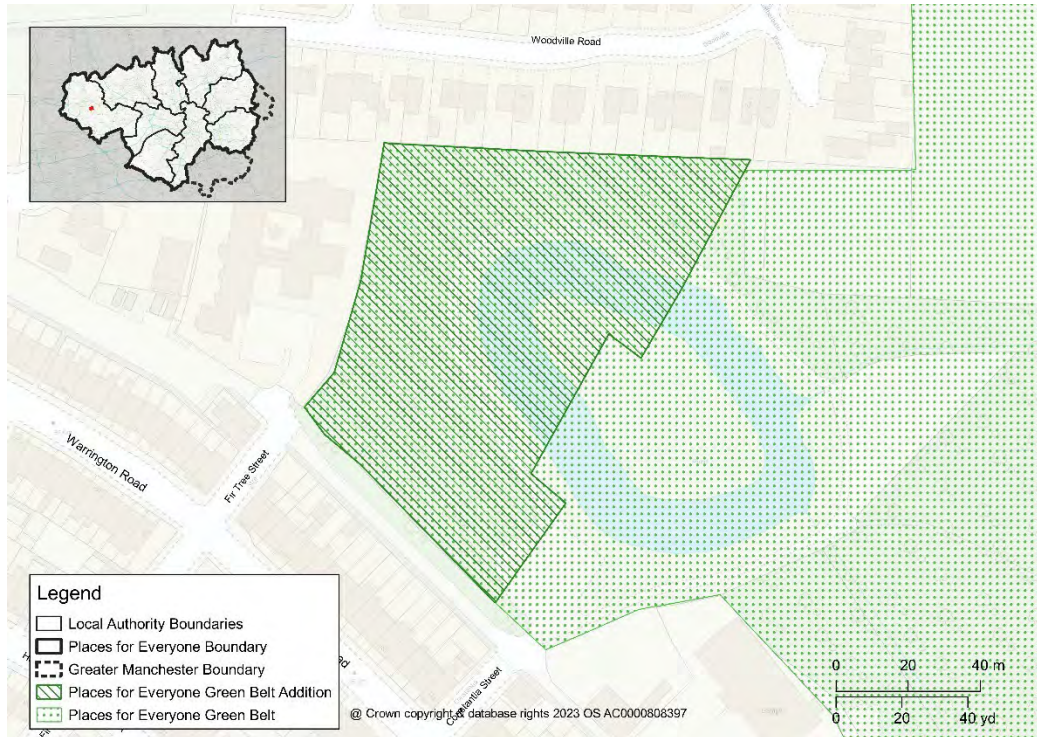 Woodville Road
Warrington Road
Fir Tree Street
Constantia Street
Legend
Local Authority Boundaries
Places for Everyone Boundary
Greater Manchester Boundary
Places for Everyone Green Belt Addition
Places for Everyone Green Belt
@ Crown copyright & database rights 2023 OS AC0000808397
0 20 40 m
0 20 40 yd